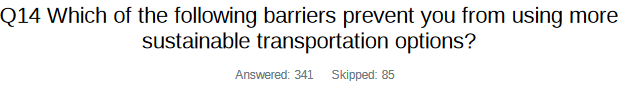 Q14 Which of the following barriers prevent you from using more
sustainable transportation options?
Answered: 341 Skipped: 85